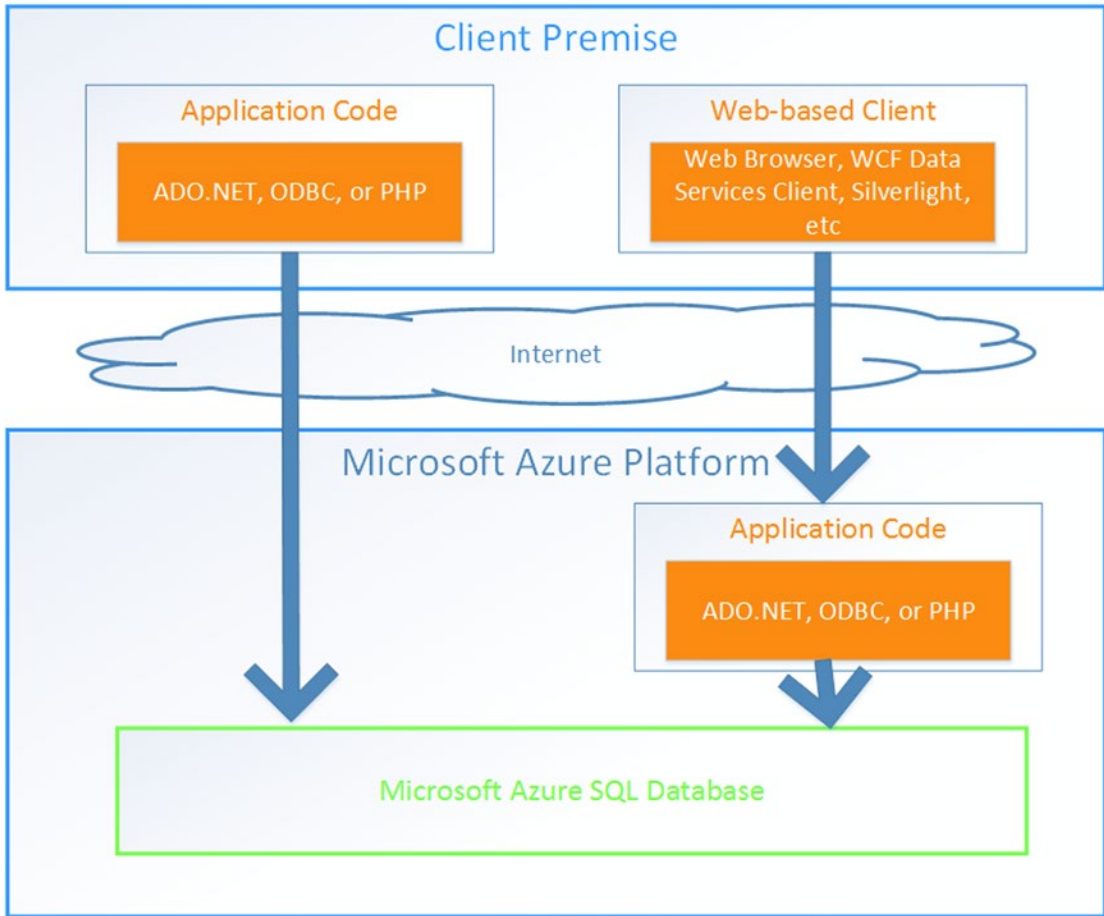 Client Premise
Application Code
ADO.NET, ODBC, or PHP
Web-based Client
Web Browser, WCF Data
Services Client, Silverlight,
etc
Internet
Microsoft Azure Platform
Application Code
ADO.NET, ODBC, or PHP
Microsoft Azure SQL Database